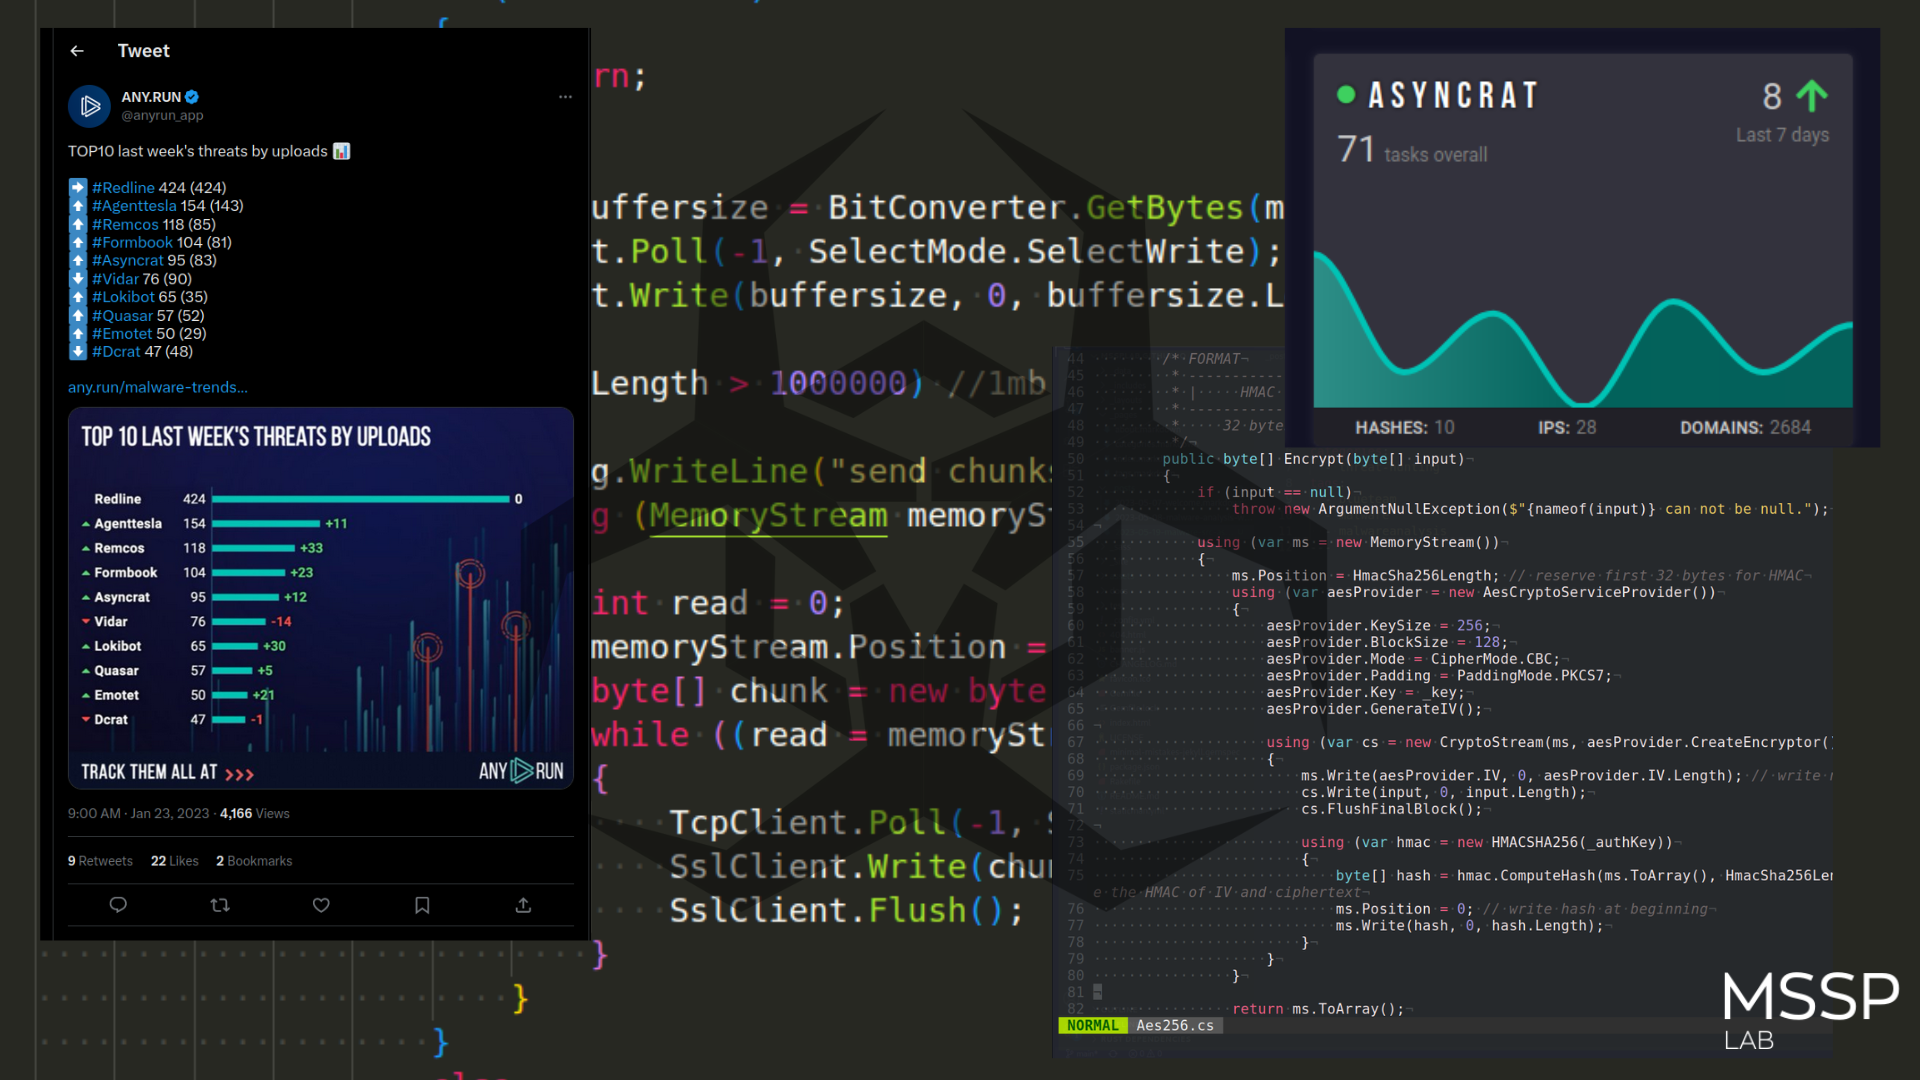 Tweet
ANY.RUN
@anyrun_app
TOP10 last week's threats by uploads 📊
➡️ #Redline 424 (424)
⬆️ #Agenttesla 154 (143)
⬆️ #Remcos 118 (85)
⬆️ #Formbook 104 (81)
⬆️ #Asyncrat 95 (83)
⬇️ #Vidar 76 (90)
⬆️ #Lokibot 65 (35)
⬆️ #Quasar 57 (52)
⬆️ #Emotet 50 (29)
⬇️ #Dcrat 47 (48)
any.run/malware-trends...
TOP 10 LAST WEEK'S THREATS BY UPLOADS
Redline 424 0
Agenttesla 154 +11
Remcos 118 +33
Formbook 104 +23
Asyncrat 95 +12
Vidar 76 -14
Lokibot 65 +30
Quasar 57 +5
Emotet 50 +21
Dcrat 47 -1
TRACK THEM ALL AT >>>
ANY RUN
9:00 AM · Jan 23, 2023 · 4,166 Views
9 Retweets 22 Likes 2 Bookmarks
{
rn;
uffersize = BitConverter.GetBytes(m
t.Poll(-1, SelectMode.SelectWrite);
t.Write(buffersize, 0, buffersize.L
Length > 1000000) //1mb
g.WriteLine("send chunks
g (MemoryStream memoryS
int read = 0;
memoryStream.Position =
byte[] chunk = new byte
while ((read = memoryStr
{
TcpClient.Poll(-1, S
SslClient.Write(chun
SslClient.Flush();
}
}
}
ASYNCRAT
8
Last 7 days
71 tasks overall
HASHES: 10 IPS: 28 DOMAINS: 2684
44 /* FORMAT¬
45 * ----------
46 * | HMAC
47 * ----------
48 * 32 byte
49 */¬
50 public byte[] Encrypt(byte[] input)¬
51 {¬
52 if (input == null)¬
53 throw new ArgumentNullException($"{nameof(input)} can not be null.");¬
54 ¬
55 using (var ms = new MemoryStream())¬
56 {¬
57 ms.Position = HmacSha256Length; // reserve first 32 bytes for HMAC¬
58 using (var aesProvider = new AesCryptoServiceProvider())¬
59 {¬
60 aesProvider.KeySize = 256;¬
61 aesProvider.BlockSize = 128;¬
62 aesProvider.Mode = CipherMode.CBC;¬
63 aesProvider.Padding = PaddingMode.PKCS7;¬
64 aesProvider.Key = _key;¬
65 aesProvider.GenerateIV();¬
66 ¬
67 using (var cs = new CryptoStream(ms, aesProvider.CreateEncryptor()
68 {¬
69 ms.Write(aesProvider.IV, 0, aesProvider.IV.Length); // write
70 cs.Write(input, 0, input.Length);¬
71 cs.FlushFinalBlock();¬
72 ¬
73 using (var hmac = new HMACSHA256(_authKey))¬
74 {¬
75 byte[] hash = hmac.ComputeHash(ms.ToArray(), HmacSha256Len
e the HMAC of IV and ciphertext¬
76 ms.Position = 0; // write hash at beginning¬
77 ms.Write(hash, 0, hash.Length);¬
78 }¬
79 }¬
80 }¬
81 ¬
82 return ms.ToArray();¬
NORMAL Aes256.cs
MSSP
LAB